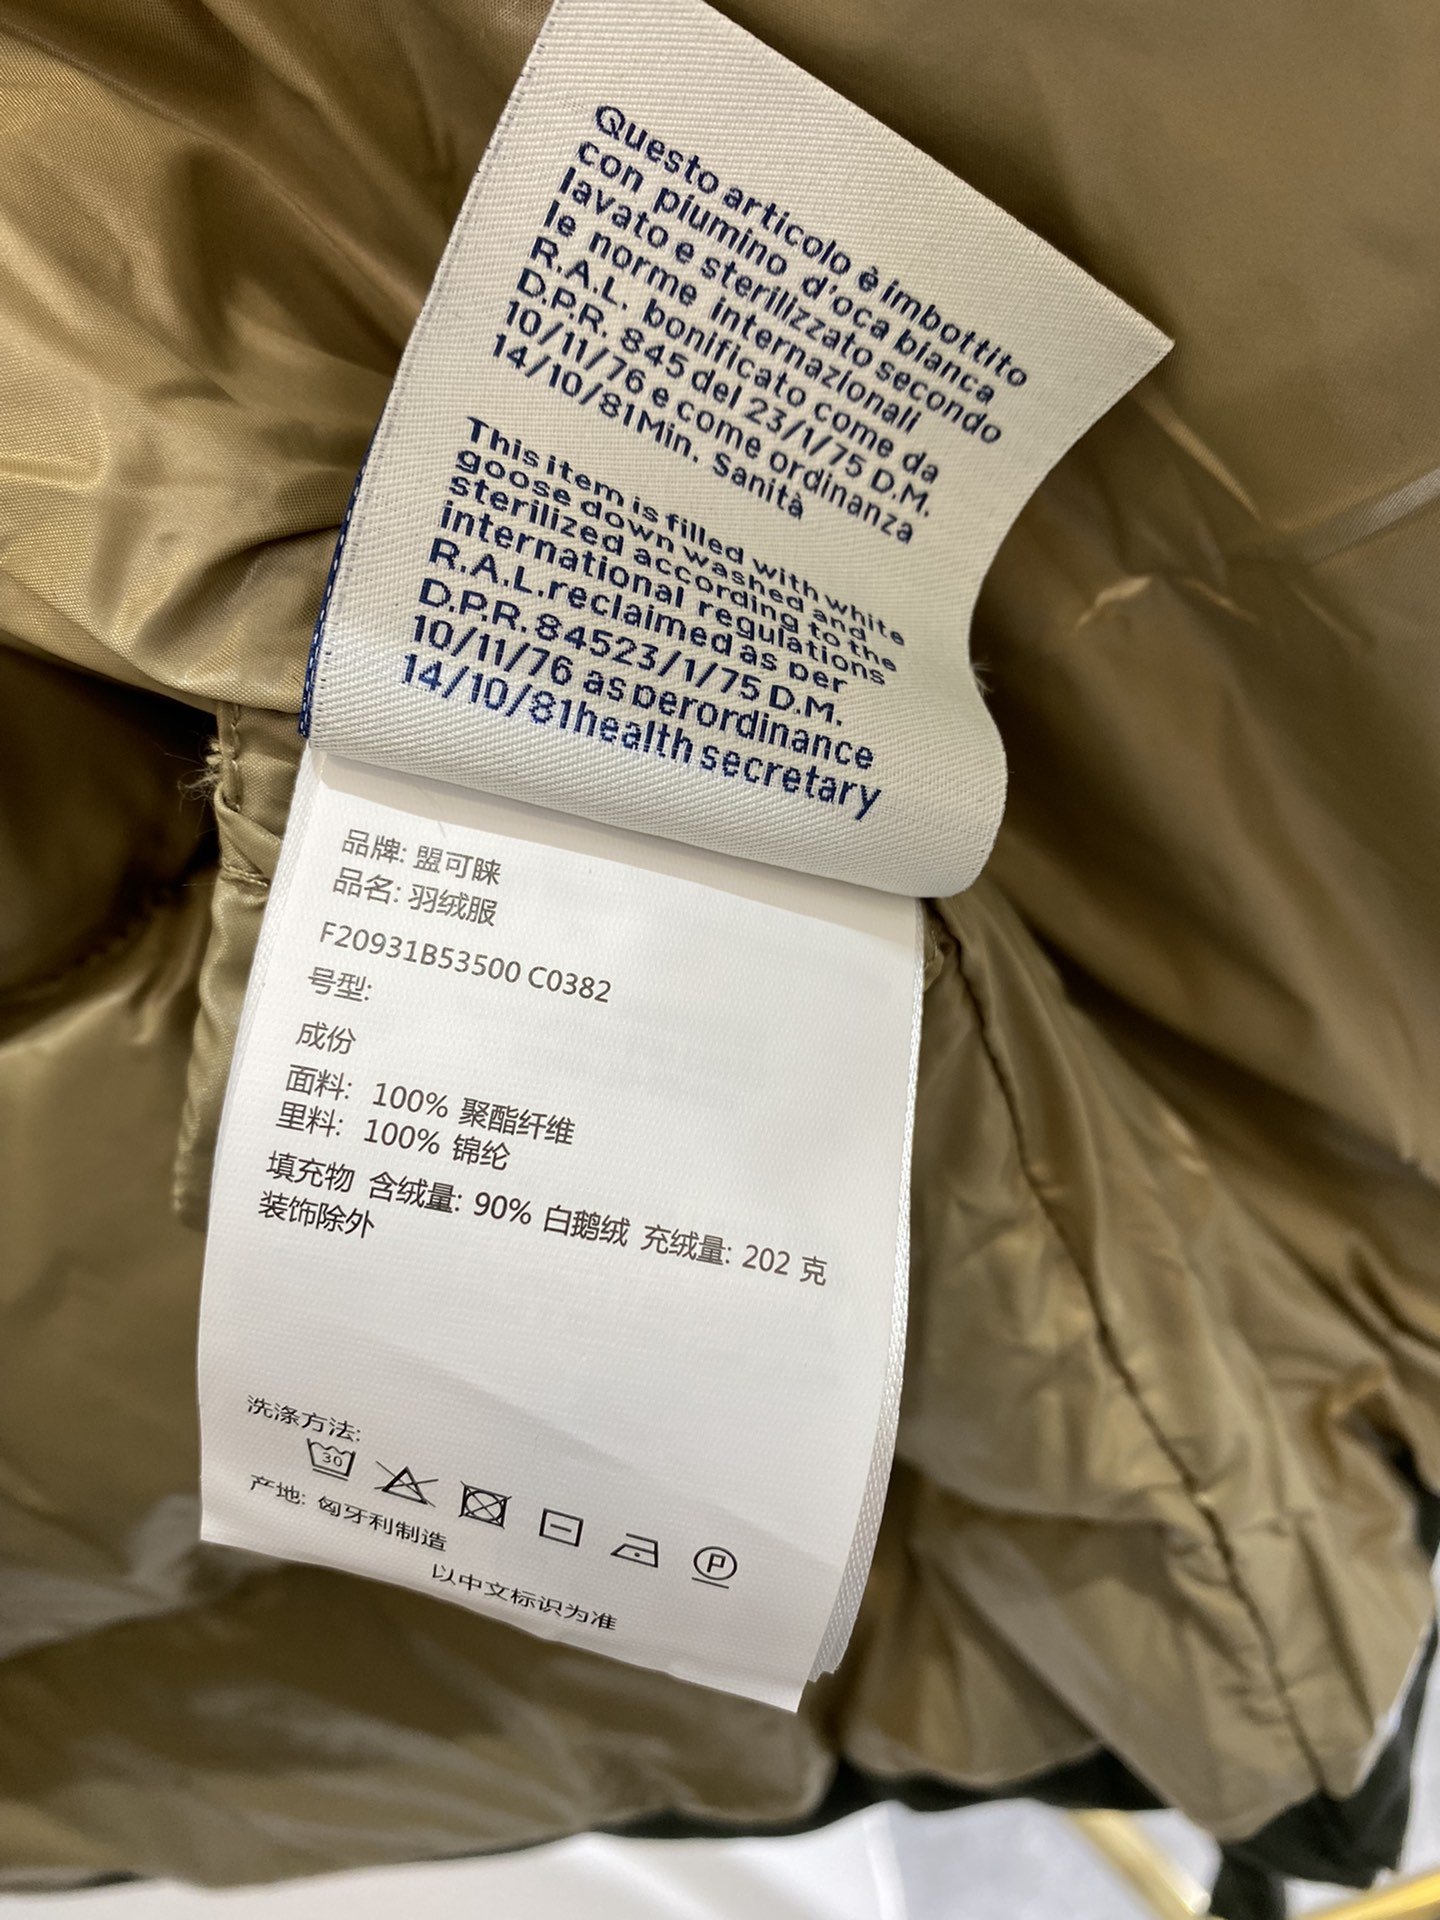 Questo articolo è imbottito
con piumino d'oca bianca
lavato e sterilizzato secondo
le norme internazionali
R.A.L. bonificato come da
D.P.R. 845 del 23/1/75 D.M.
10/11/76 e come ordinanza
14/10/81Min. Sanità
This item is filled with white
goose down washed and
sterilized according to the
international regulations
R.A.L.reclaimed as per
D.P.R. 84523/1/75 D.M.
10/11/76 as perordinance
14/10/81health secretary
品牌: 盟可睐
品名: 羽绒服
F20931B53500 C0382
号型:
成份
面料: 100% 聚酯纤维
里料: 100% 锦纶
填充物 含绒量: 90% 白鹅绒 充绒量: 202 克
装饰除外
洗涤方法:
30
P
产地: 匈牙利制造
以中文标识为准